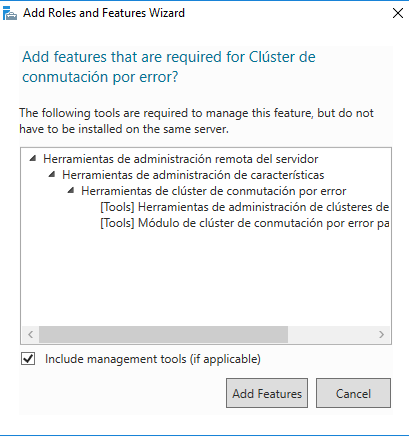 Add Roles and Features Wizard
Add features that are required for Clúster de
conmutación por error?
The following tools are required to manage this feature, but do not
have to be installed on the same server.
Herramientas de administración remota del servidor
Herramientas de administración de características
Herramientas de clúster de conmutación por error
[Tools] Herramientas de administración de clústeres de
[Tools] Módulo de clúster de conmutación por error pa
Include management tools (if applicable)
Add Features
Cancel